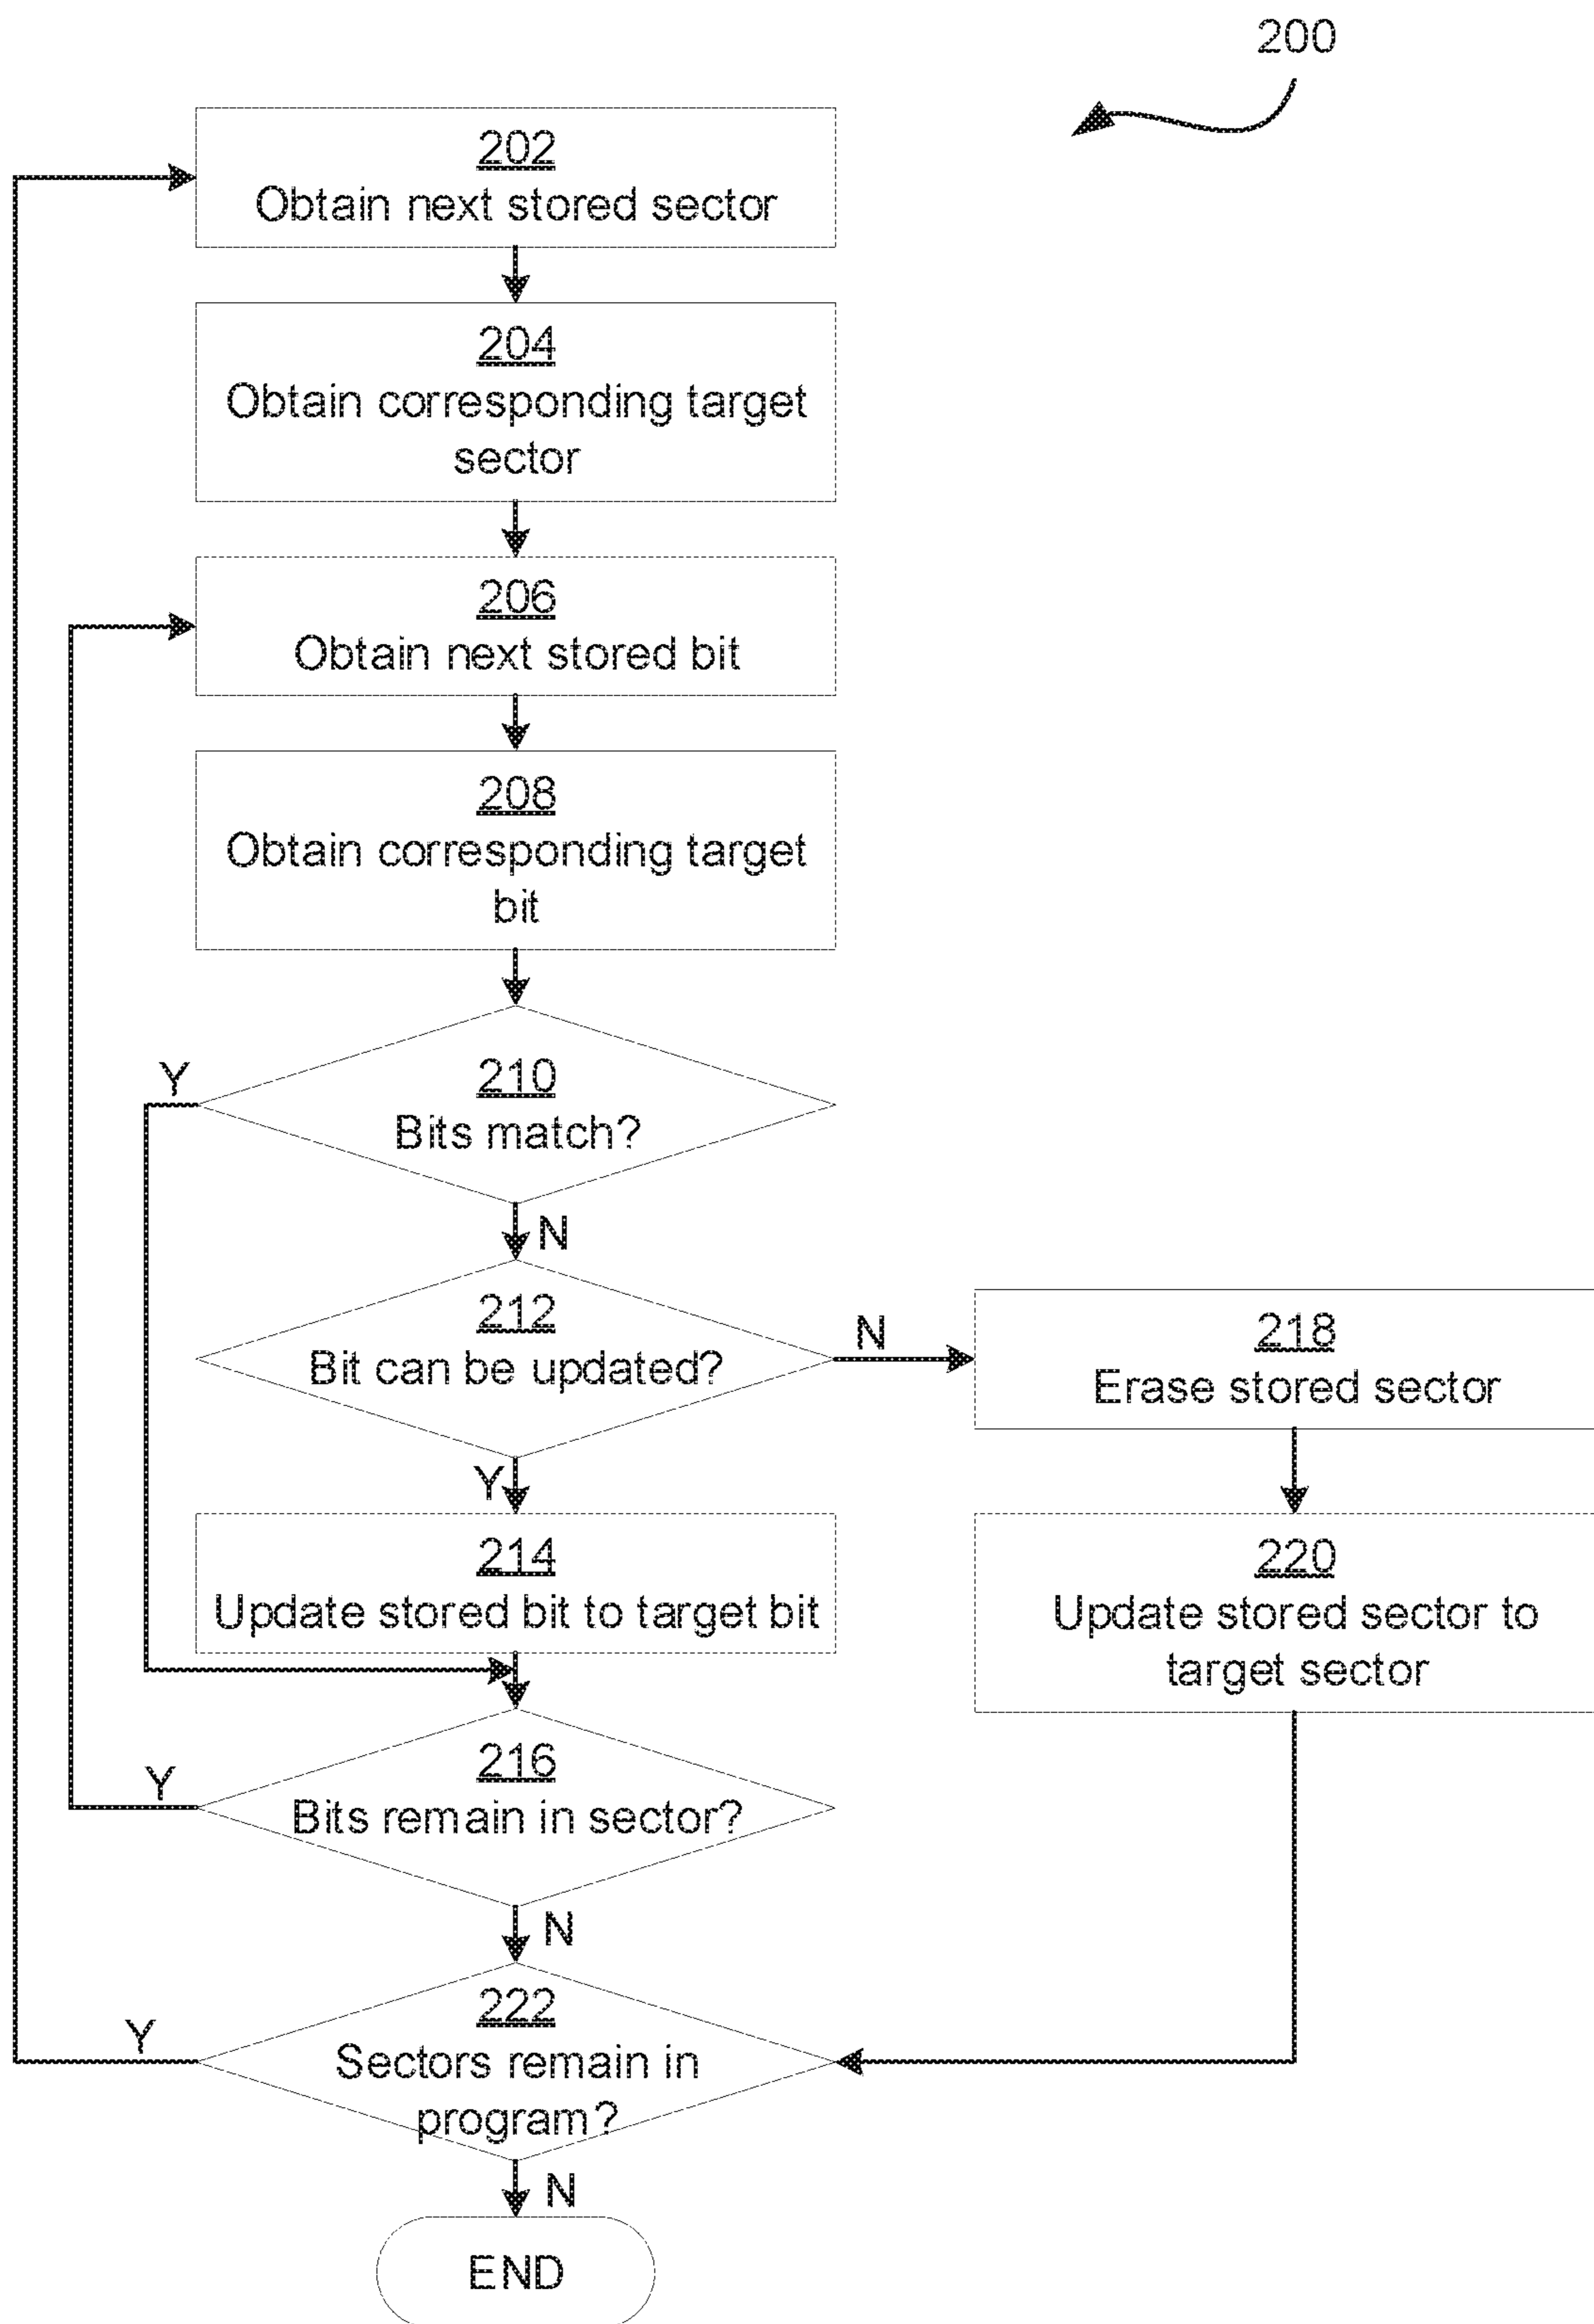 200
202
Obtain next stored sector
204
Obtain corresponding target
sector
206
Obtain next stored bit
208
Obtain corresponding target
bit
Y
210
Bits match?
N
212
Bit can be updated?
N
218
Erase stored sector
Y
214
Update stored bit to target bit
220
Update stored sector to
target sector
216
Bits remain in sector?
Y
N
222
Sectors remain in
program?
Y
N
END